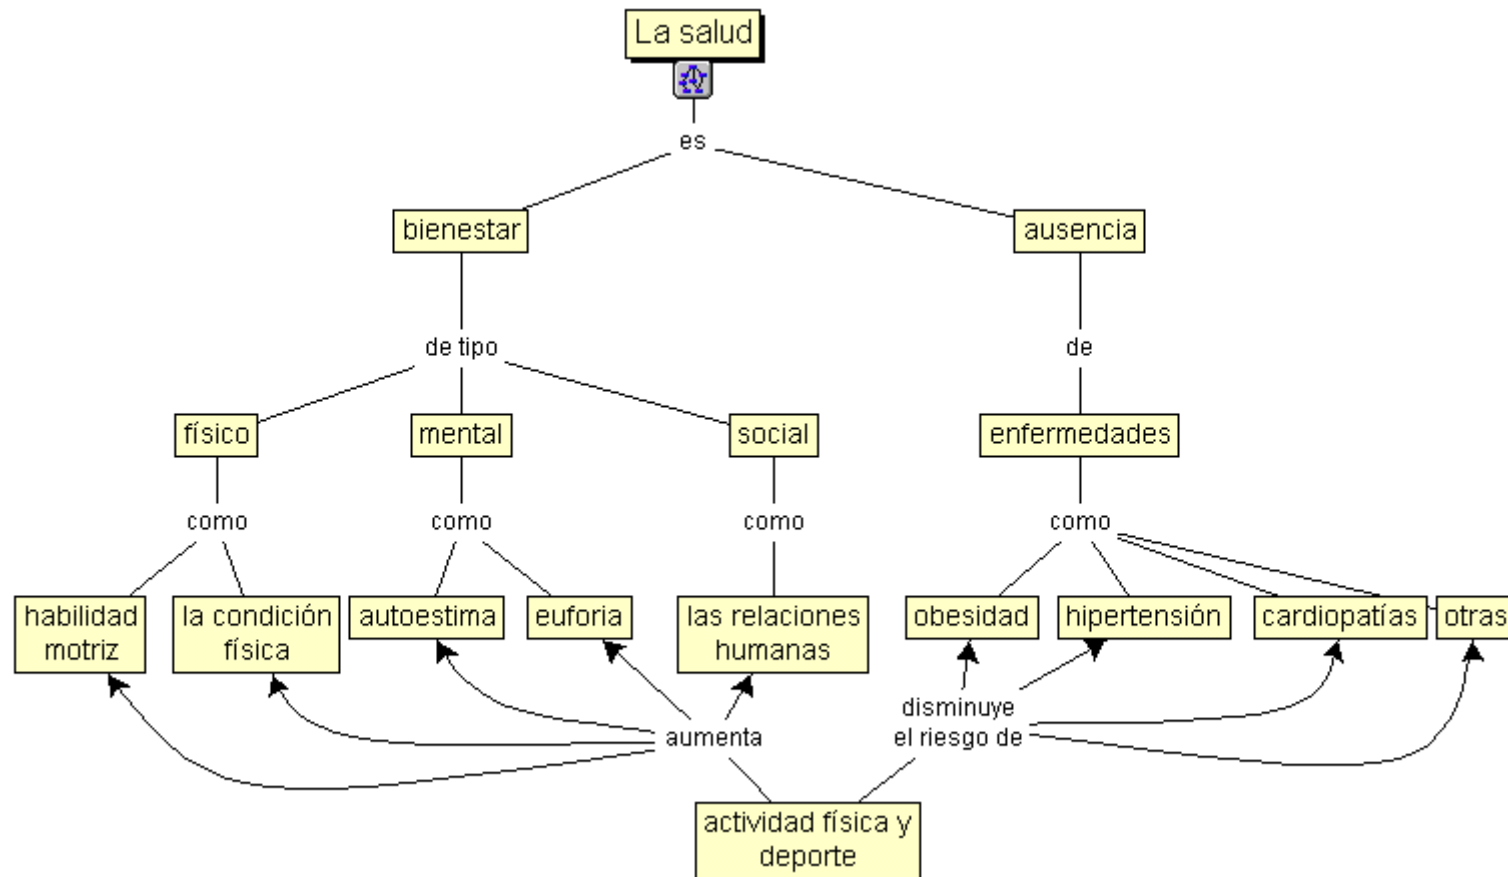 La salud
es
bienestar
ausencia
de tipo
de
físico
mental
social
enfermedades
como
como
como
como
habilidad
motriz
la condición
física
autoestima
euforia
las relaciones
humanas
obesidad
hipertensión
cardiopatías
otras
aumenta
disminuye
el riesgo de
actividad física y
deporte